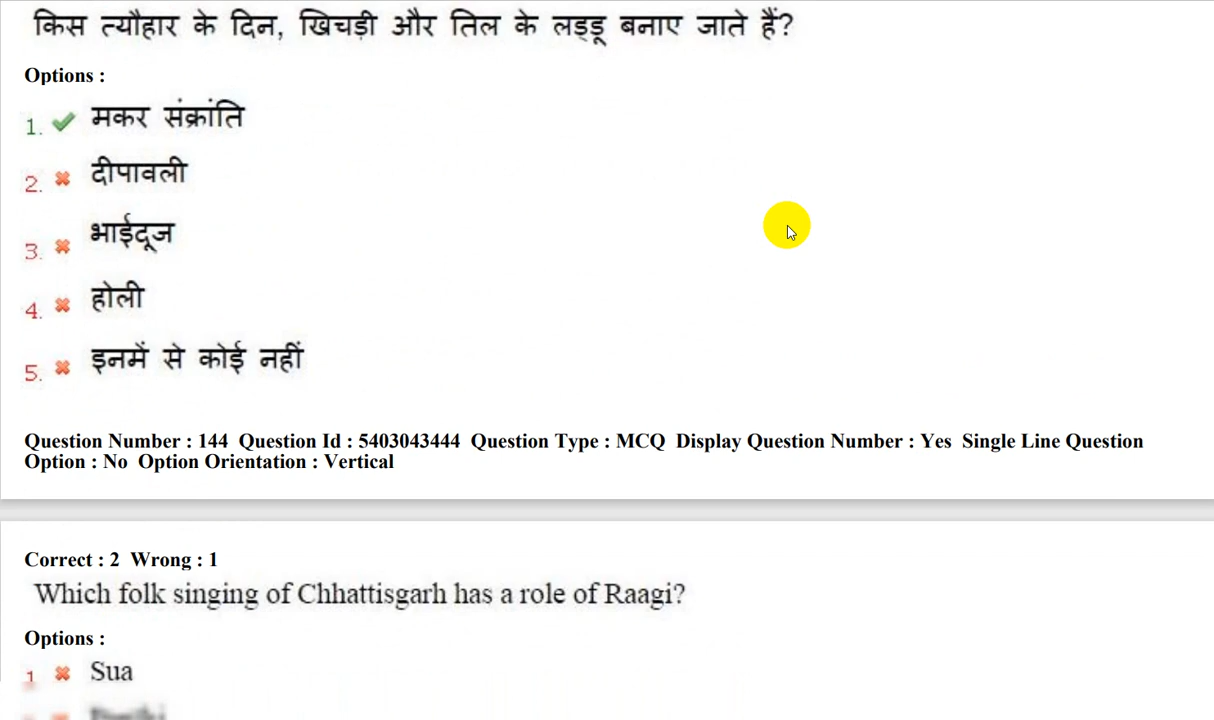 किस त्यौहार के दिन, खिचड़ी और तिल के लड्डू बनाए जाते हैं?
Options :
1. मकर संक्रांति
2. दीपावली
3. भाईदूज
4. होली
5. इनमें से कोई नहीं
Question Number : 144 Question Id : 5403043444 Question Type : MCQ Display Question Number : Yes Single Line Question
Option : No Option Orientation : Vertical
Correct : 2 Wrong : 1
Which folk singing of Chhattisgarh has a role of Raagi?
Options :
1 Sua